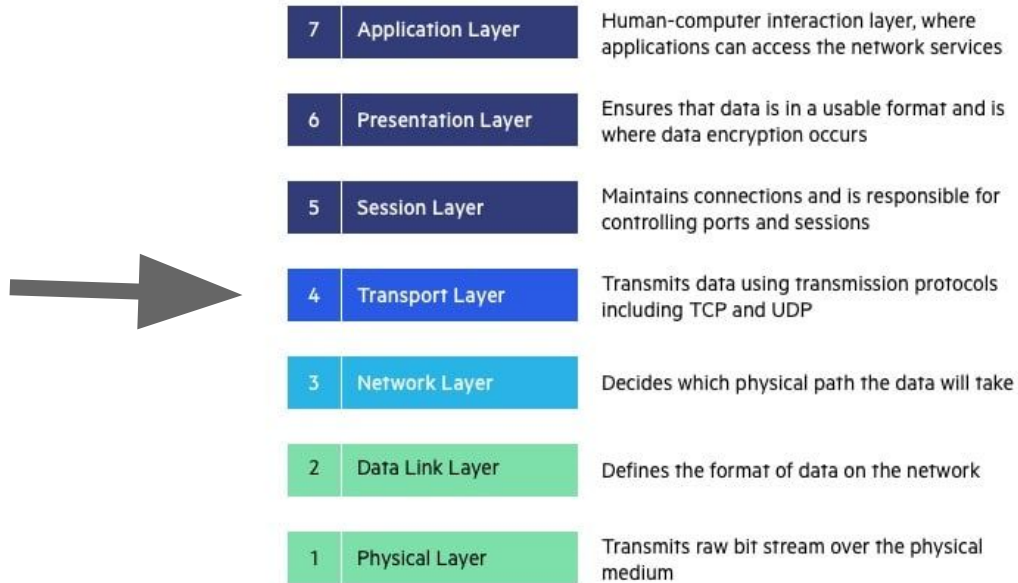 7 Application Layer Human-computer interaction layer, where
applications can access the network services
6 Presentation Layer Ensures that data is in a usable format and is
where data encryption occurs
5 Session Layer Maintains connections and is responsible for
controlling ports and sessions
4 Transport Layer Transmits data using transmission protocols
including TCP and UDP
3 Network Layer Decides which physical path the data will take
2 Data Link Layer Defines the format of data on the network
1 Physical Layer Transmits raw bit stream over the physical
medium